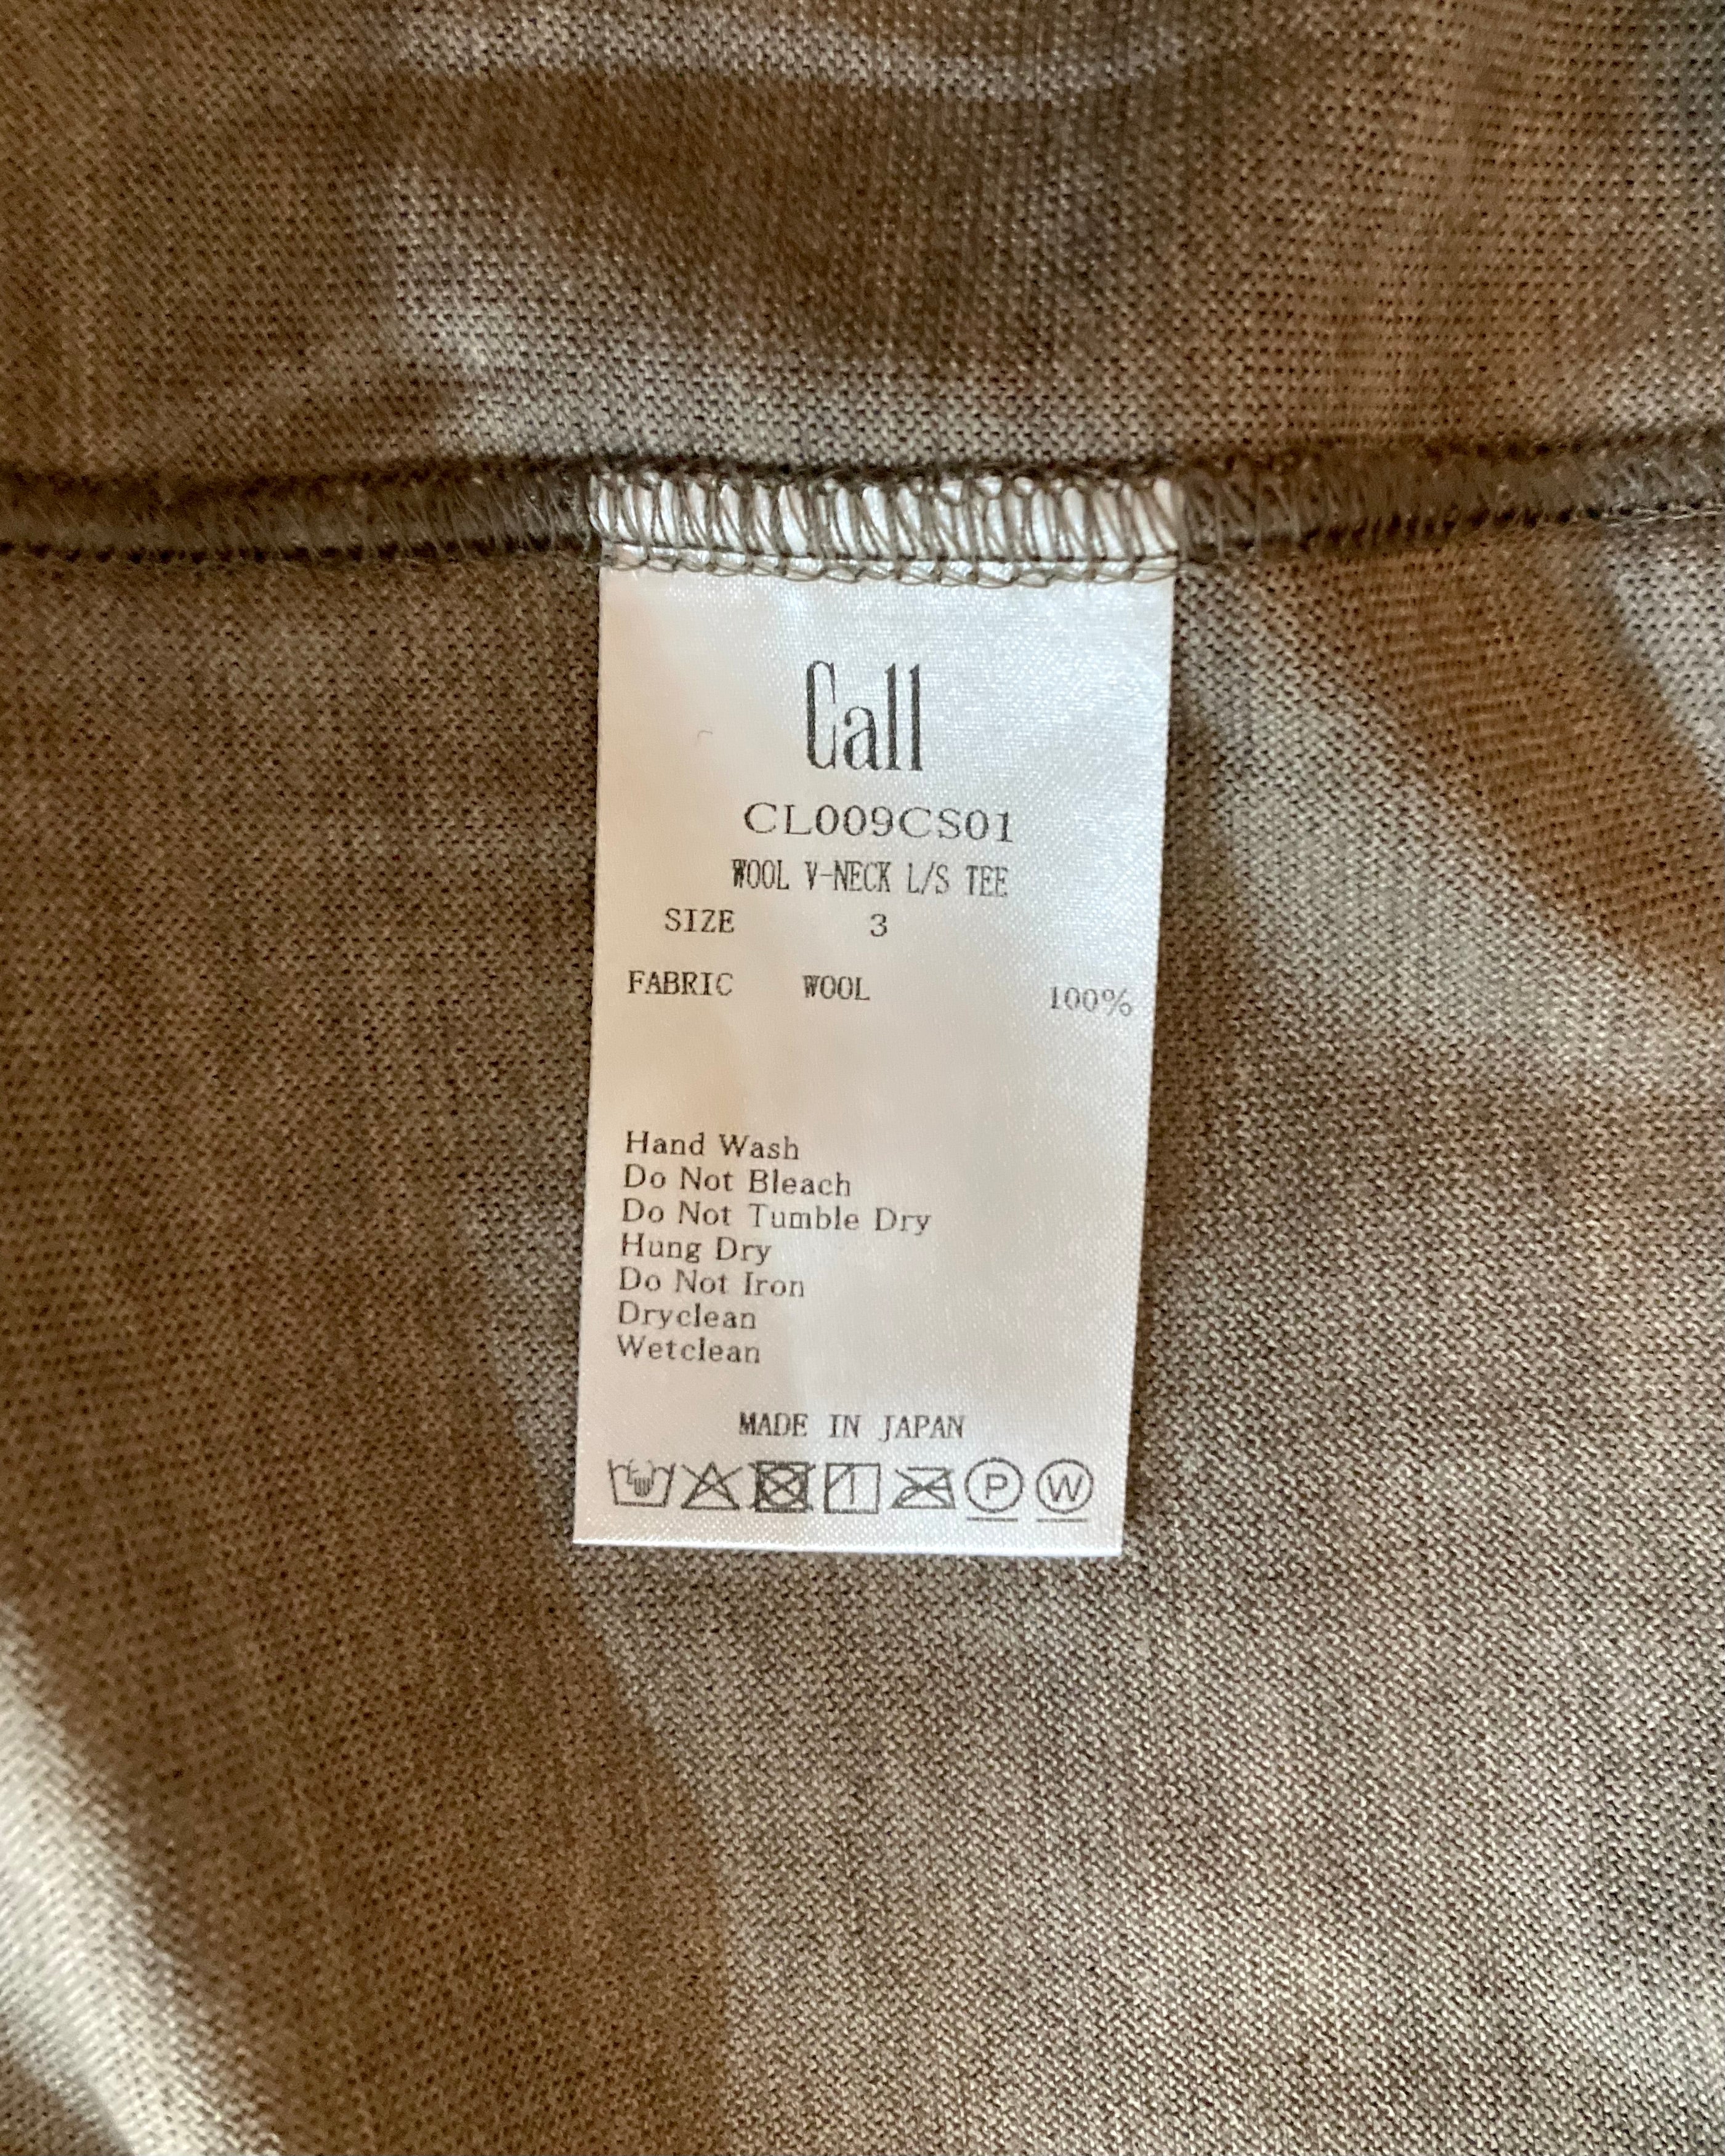 Call
CL009CS01
WOOL V-NECK L/S TEE
SIZE 3
FABRIC WOOL 100%
Hand Wash
Do Not Bleach
Do Not Tumble Dry
Hung Dry
Do Not Iron
Dryclean
Wetclean
MADE IN JAPAN
P W